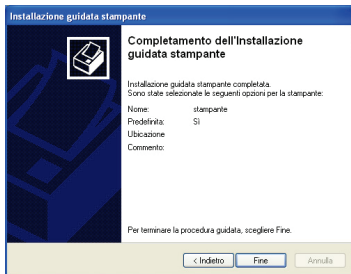 Installazione guidata stampante
Completamento dell'Installazione
guidata stampante
Installazione guidata stampante completata.
Sono state selezionate le seguenti opzioni per la stampante:
Nome: stampante
Predefinita: Sì
Ubicazione
Commento:
Per terminare la procedura guidata, scegliere Fine.
< Indietro Fine Annulla